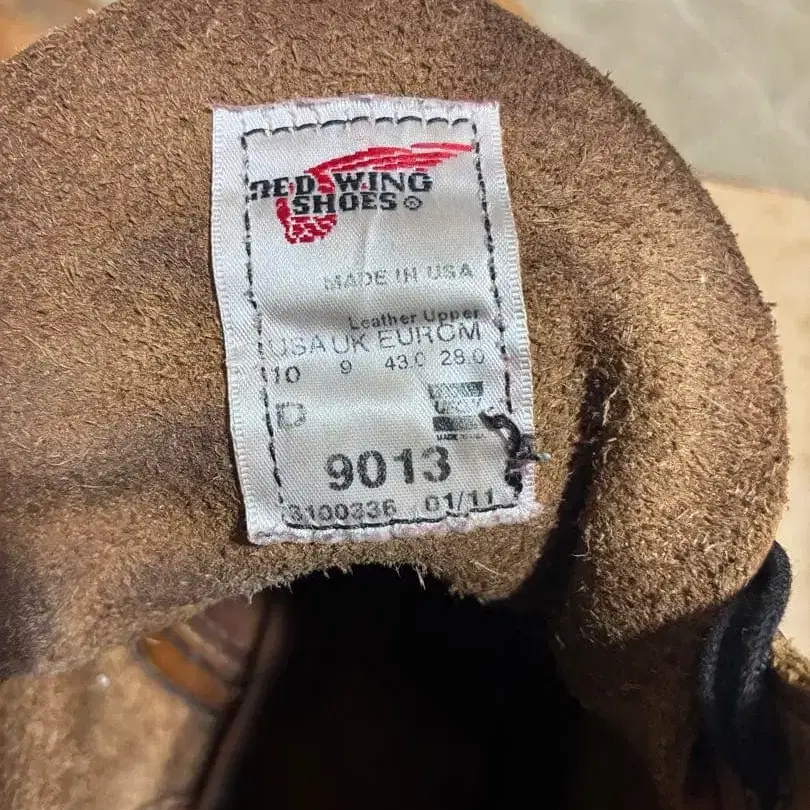 RED WING
SHOES ®
MADE IN USA
Leather Upper
USA UK EUR CM
10 9 43.0 28.0
D
9013
3100336 01/11